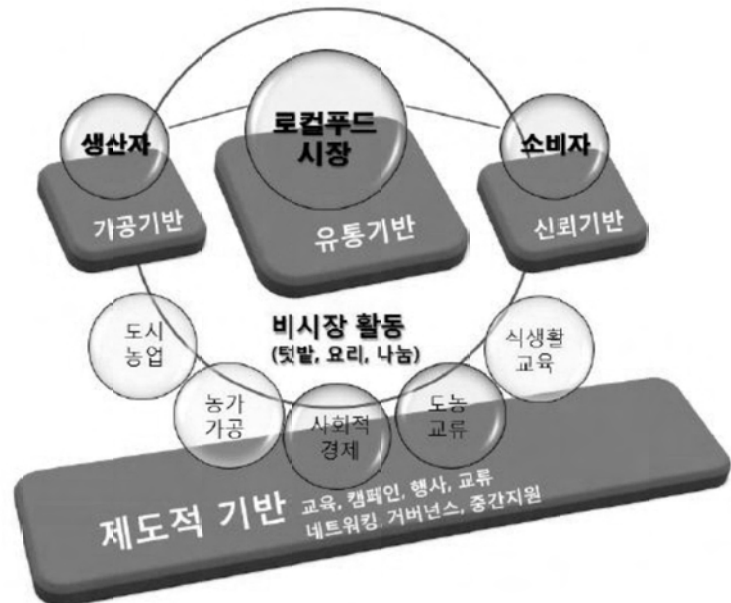 로컬푸드
시장
생산자
소비자
가공기반
유통기반
신뢰기반
비시장 활동
(텃밭, 요리, 나눔)
도시
농업
농가
가공
사회적
경제
도농
교류
식생활
교육
제도적 기반
교육, 캠페인, 행사, 교류
네트워킹, 거버넌스, 중간지원